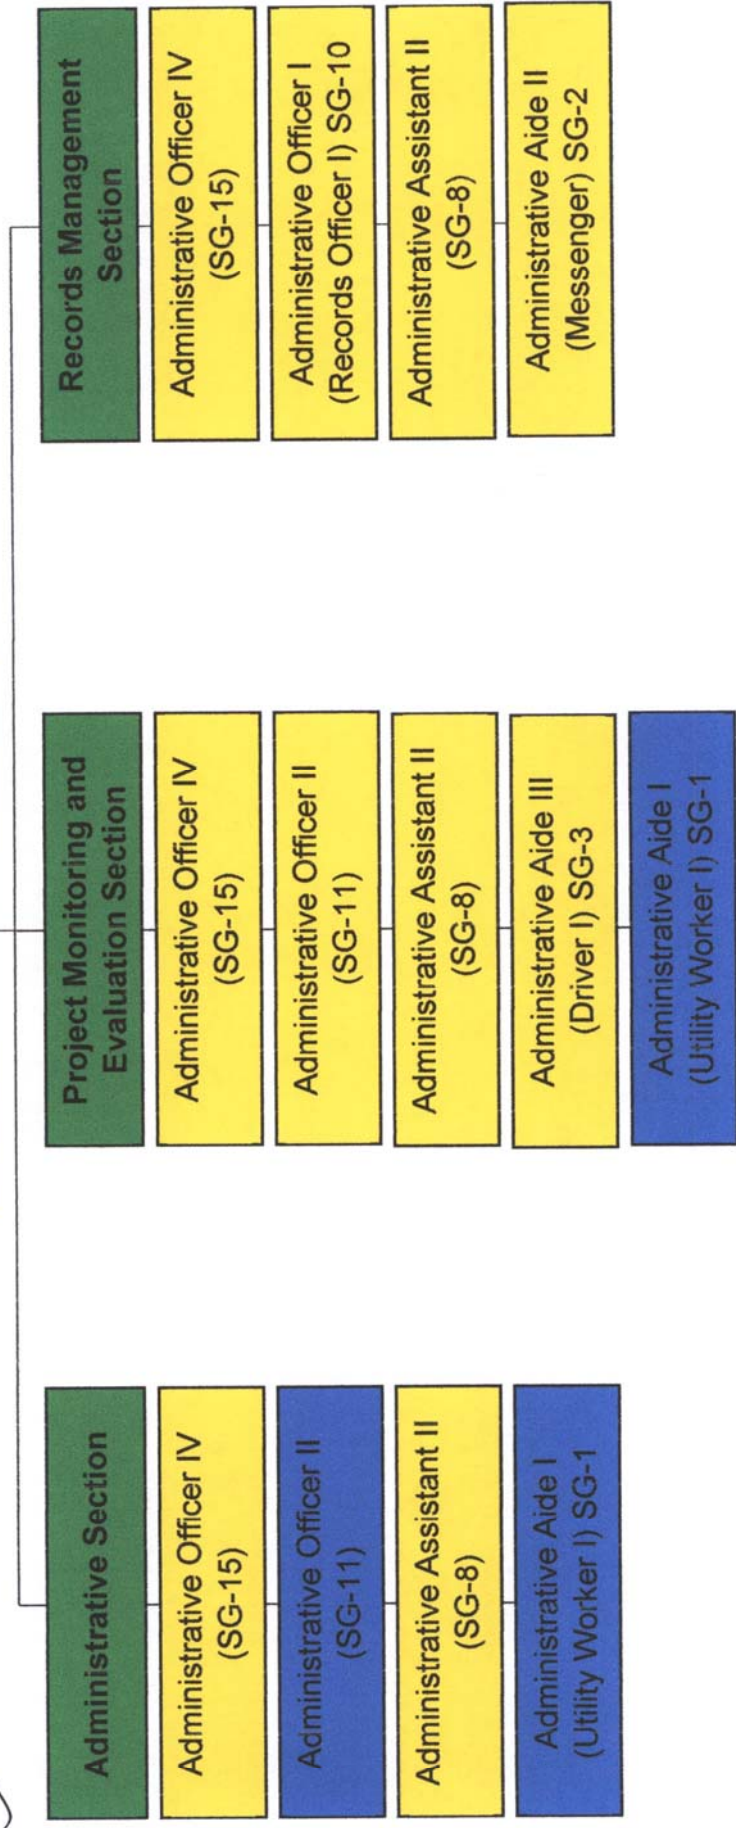 Administrative Section
Administrative Officer IV
(SG-15)
Administrative Officer II
(SG-11)
Administrative Assistant II
(SG-8)
Administrative Aide I
(Utility Worker I) SG-1
Project Monitoring and
Evaluation Section
Administrative Officer IV
(SG-15)
Administrative Officer II
(SG-11)
Administrative Assistant II
(SG-8)
Administrative Aide III
(Driver I) SG-3
Administrative Aide I
(Utility Worker I) SG-1
Records Management
Section
Administrative Officer IV
(SG-15)
Administrative Officer I
(Records Officer I) SG-10
Administrative Assistant II
(SG-8)
Administrative Aide II
(Messenger) SG-2